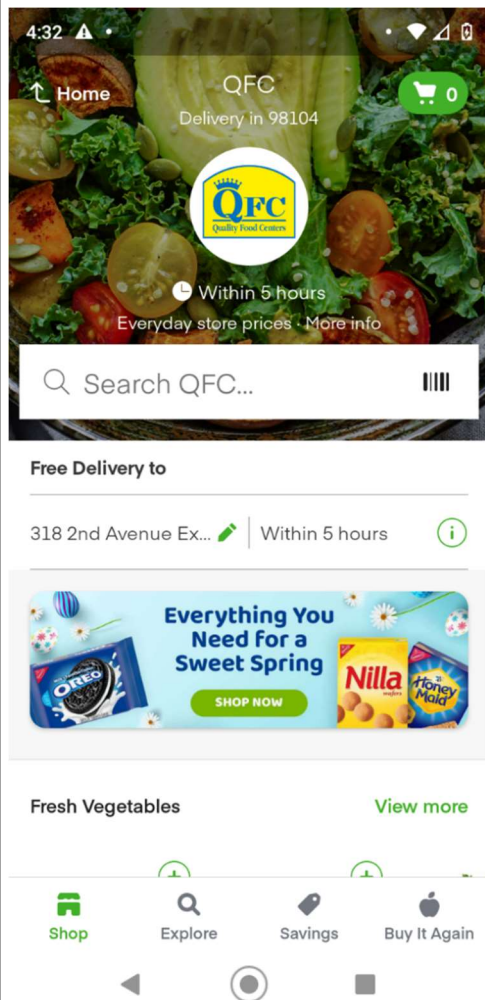 4:32
Home
QFC
0
Delivery in 98104
QFC
Quality Food Centers
Within 5 hours
Everyday store prices · More info
Search QFC...
Free Delivery to
318 2nd Avenue Ex...
Within 5 hours
Everything You
Need for a
Sweet Spring
SHOP NOW
OREO
Nilla
wafers
Honey
Maid
Fresh Vegetables
View more
Shop
Explore
Savings
Buy It Again